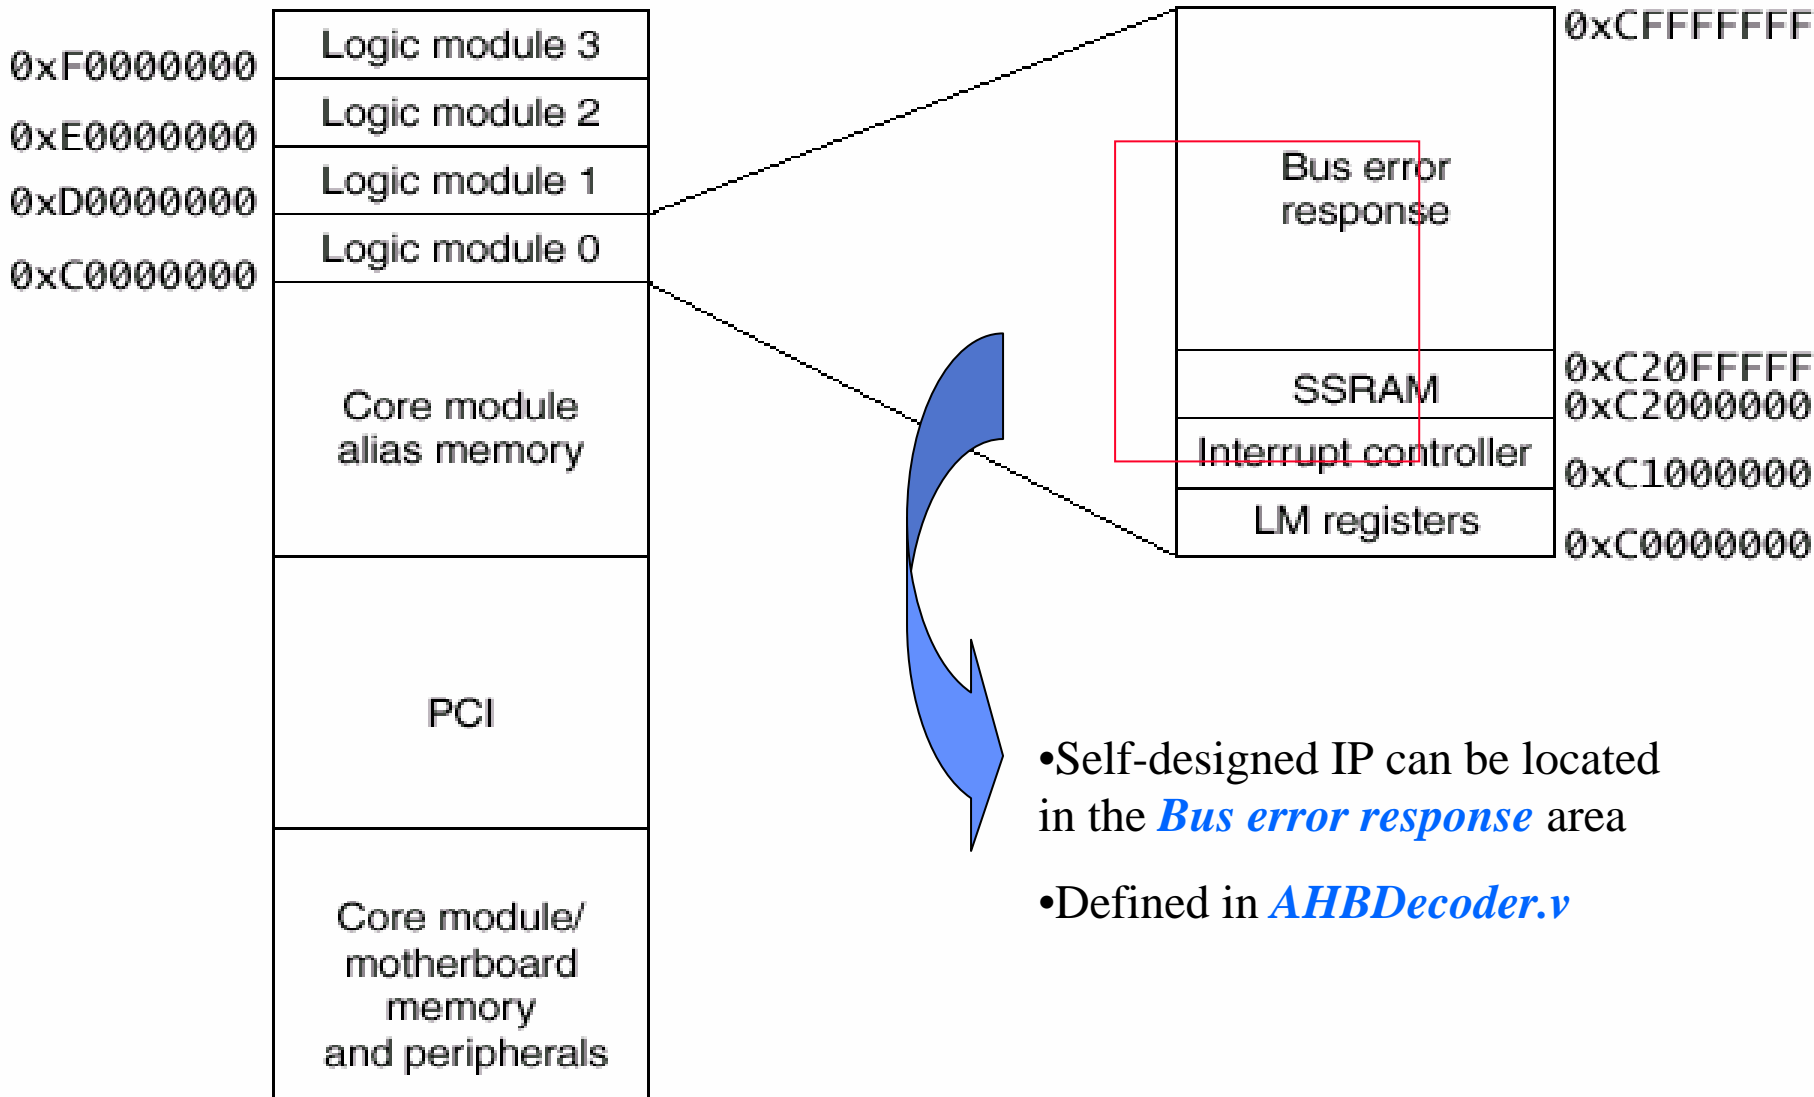 Logic module 3
0xF0000000
Logic module 2
0xE0000000
Logic module 1
0xD0000000
Logic module 0
0xC0000000
Core module
alias memory
PCI
Core module/
motherboard
memory
and peripherals
0xCFFFFFFF
Bus error
response
0xC20FFFFF
SSRAM
0xC2000000
Interrupt controller
0xC1000000
LM registers
0xC0000000
•Self-designed IP can be located
in the Bus error response area
•Defined in AHBDecoder.v